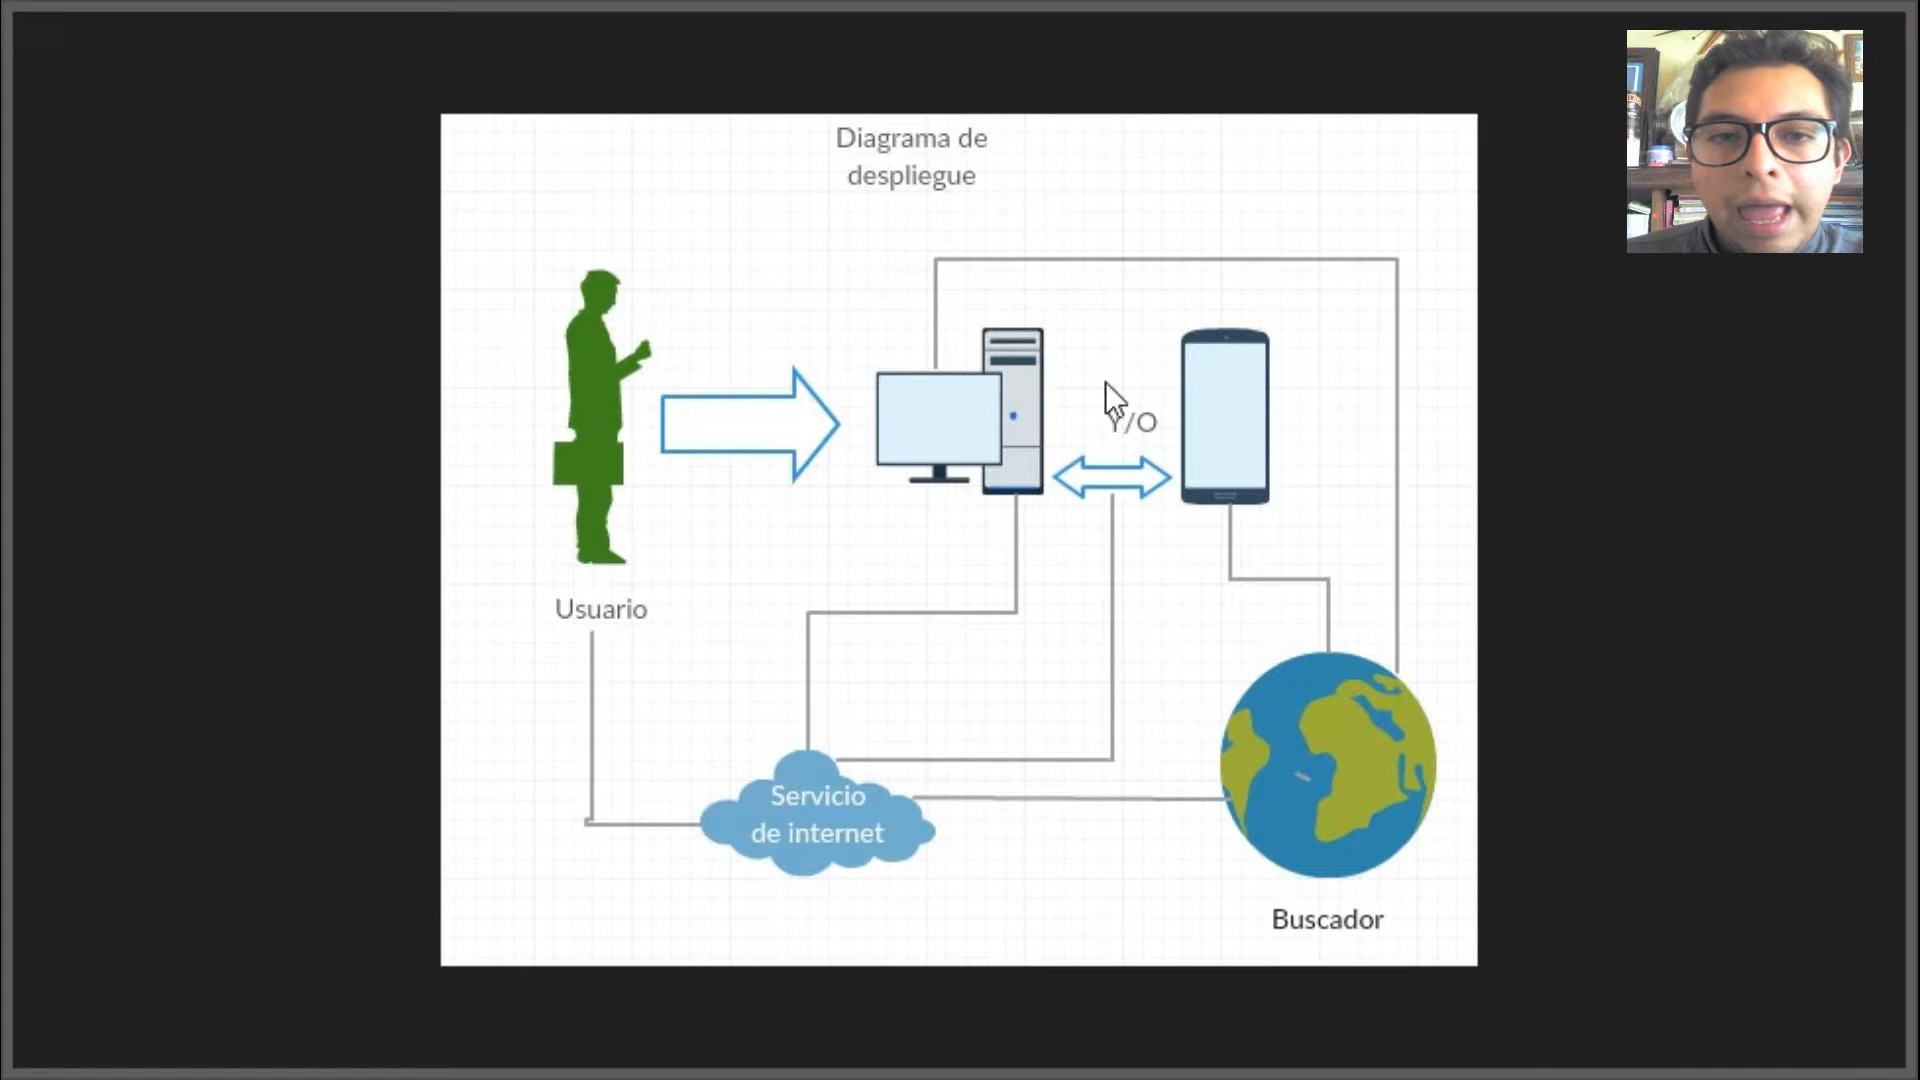 Diagrama de
despliegue
Y/O
Usuario
Servicio
de internet
Buscador